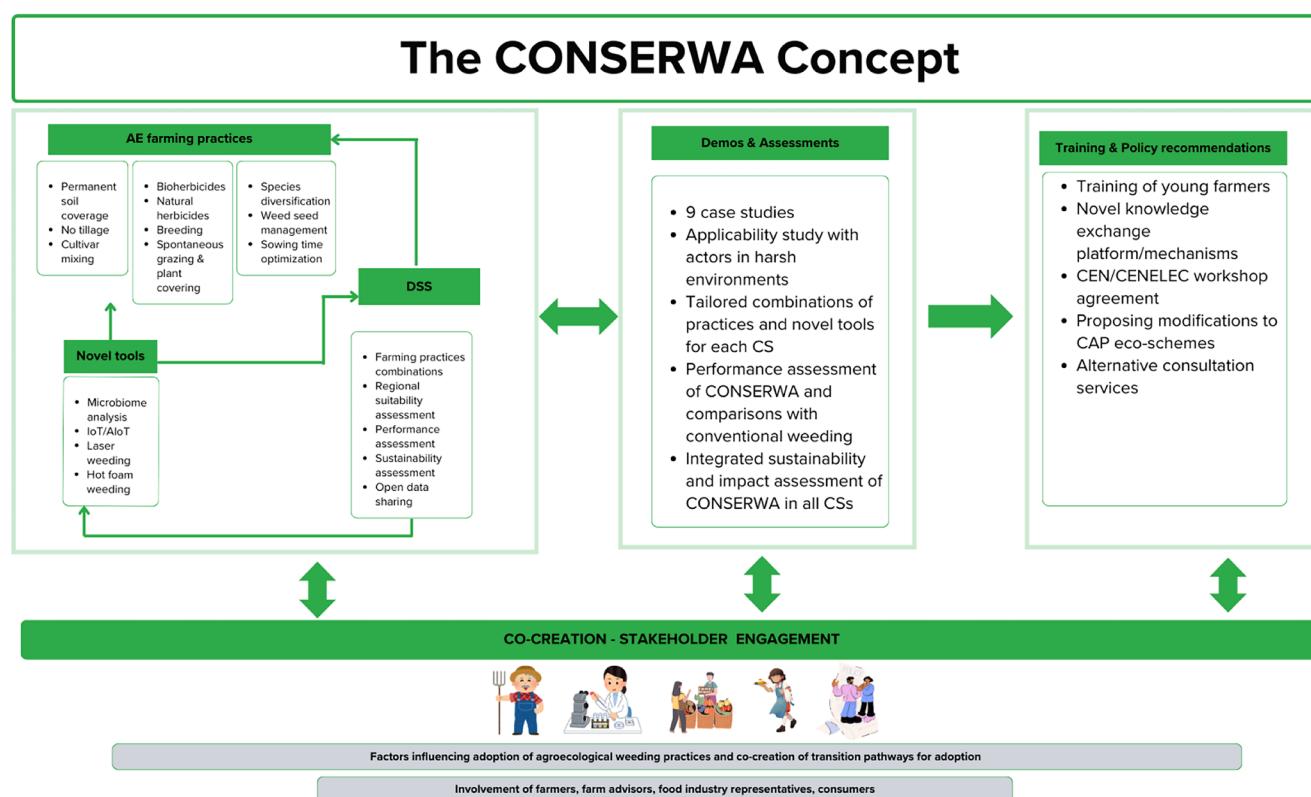 The CONSERWA Concept
AE farming practices
Permanent
soil
coverage
No tillage
Cultivar
mixing
Bioherbicides
Natural
herbicides
Breeding
Spontaneous
grazing &
plant
covering
Species
diversification
Weed seed
management
Sowing time
optimization
DSS
Farming practices
combinations
Regional
suitability
assessment
Performance
assessment
Sustainability
assessment
Open data
sharing
Novel tools
Microbiome
analysis
IoT/AIoT
Laser
weeding
Hot foam
weeding
Demos & Assessments
9 case studies
Applicability study with
actors in harsh
environments
Tailored combinations of
practices and novel tools
for each CS
Performance assessment
of CONSERWA and
comparisons with
conventional weeding
Integrated sustainability
and impact assessment of
CONSERWA in all CSs
Training & Policy recommendations
Training of young farmers
Novel knowledge
exchange
platform/mechanisms
CEN/CENELEC workshop
agreement
Proposing modifications to
CAP eco-schemes
Alternative consultation
services
CO-CREATION - STAKEHOLDER ENGAGEMENT
Factors influencing adoption of agroecological weeding practices and co-creation of transition pathways for adoption
Involvement of farmers, farm advisors, food industry representatives, consumers